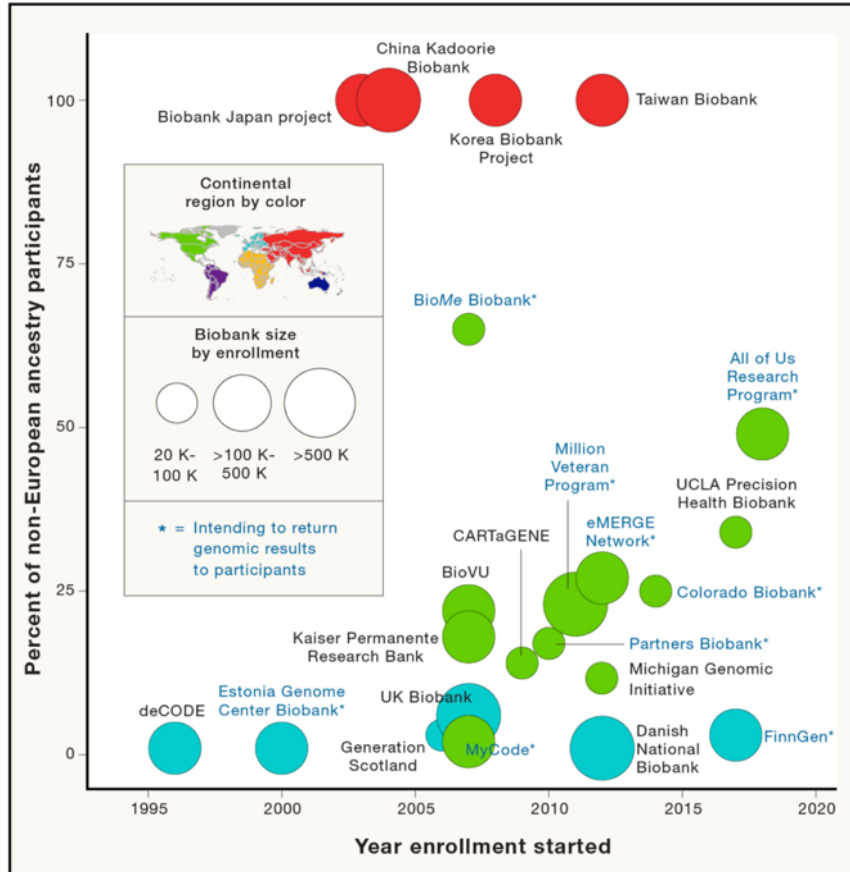 China Kadoorie
Biobank
100
Biobank Japan project
Taiwan Biobank
Korea Biobank
Project
Continental
region by color
Biobank size
by enrollment
20 K-
100 K
>100 K-
500 K
>500 K
* = Intending to return
genomic results
to participants
75
BioMe Biobank*
All of Us
Research
Program*
50
Million
Veteran
Program*
UCLA Precision
Health Biobank
eMERGE
Network*
CARTaGENE
BioVU
25
Colorado Biobank*
Kaiser Permanente
Research Bank
Partners Biobank*
Michigan Genomic
Initiative
UK Biobank
Estonia Genome
Center Biobank*
deCODE
Generation
Scotland
MyCode*
Danish
National
Biobank
FinnGen*
0
Percent of non-European ancestry participants
1995
2000
2005
2010
2015
2020
Year enrollment started